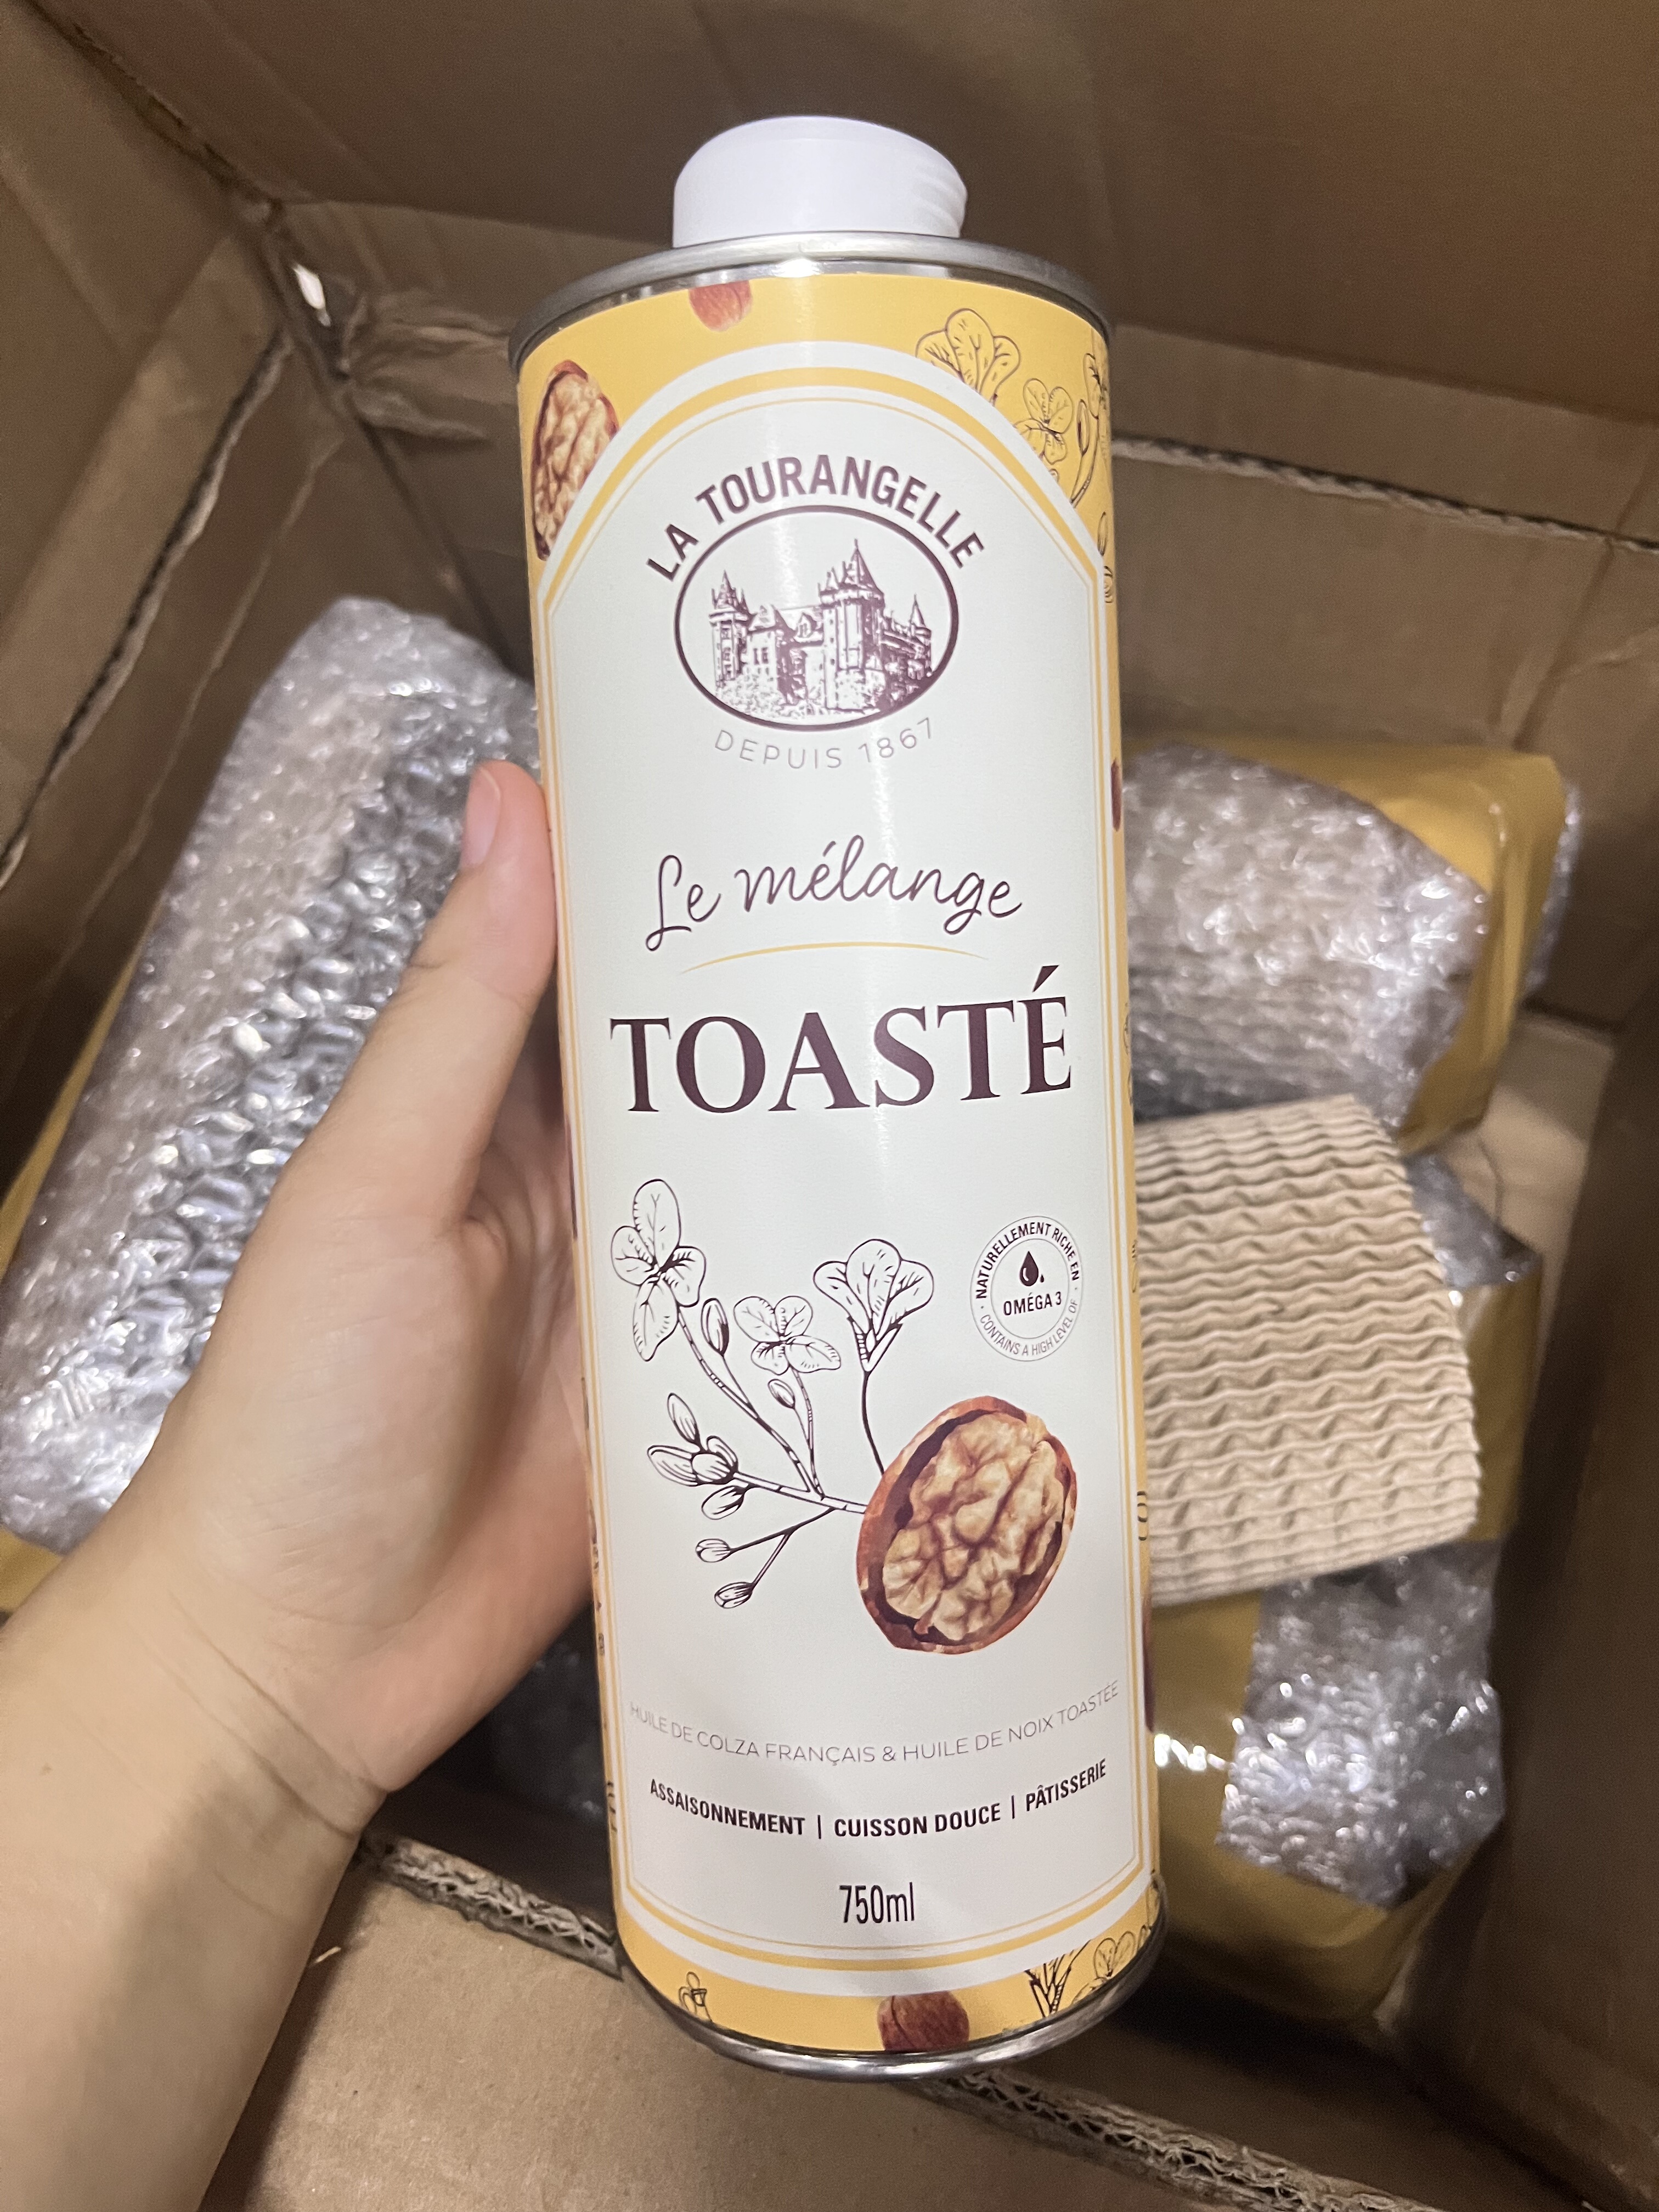 LA TOURANGELLE
DEPUIS 1867
Le mélange
TOASTÉ
NATURELLEMENT RICHE EN
OMÉGA 3
CONTAINS A HIGH LEVEL OF
HUILE DE COLZA FRANÇAIS & HUILE DE NOIX TOASTÉE
ASSAISONNEMENT | CUISSON DOUCE | PÂTISSERIE
750ml